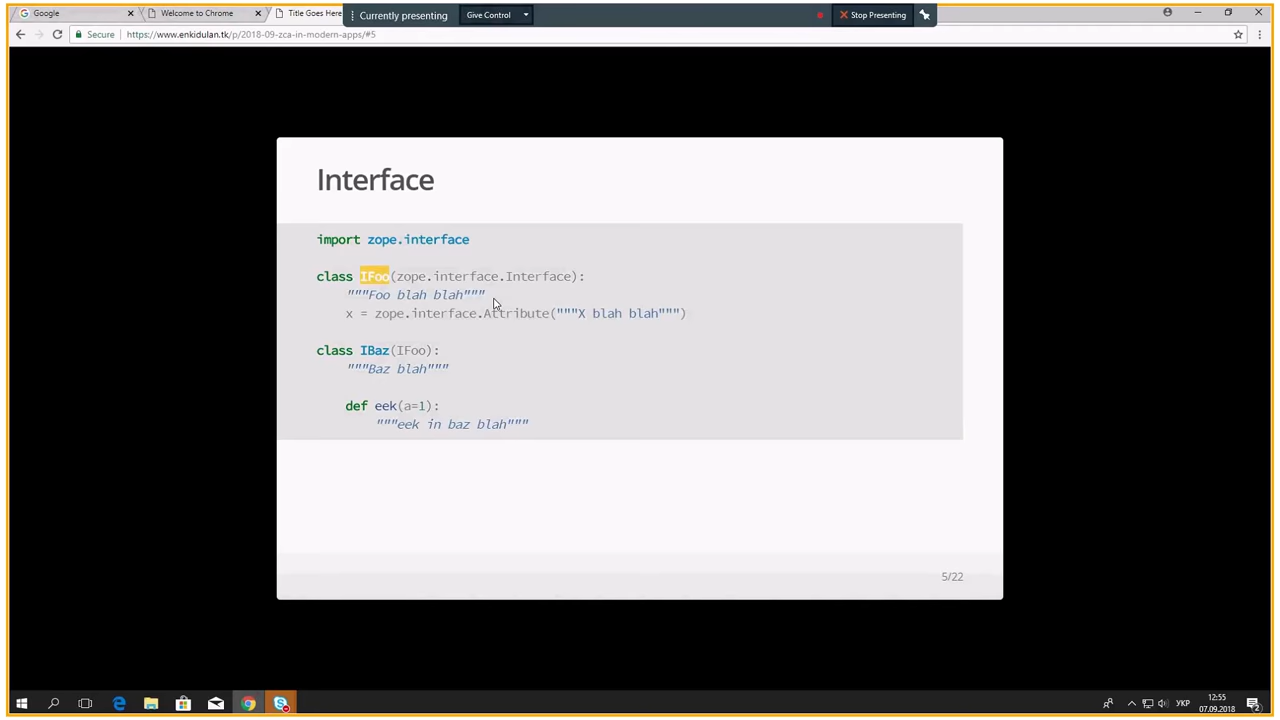 Google
Welcome to Chrome
Title Goes Here
Currently presenting
Give Control
Stop Presenting
Secure
https://www.enkidulan.tk/p/2018-09-zca-in-modern-apps/#5
Interface
import zope.interface
class IFoo(zope.interface.Interface):
"""Foo blah blah"""
x = zope.interface.Attribute("""X blah blah""")
class IBaz(IFoo):
"""Baz blah"""
def eek(a=1):
"""eek in baz blah"""
5/22
УКР
12:55
07.09.2018
2